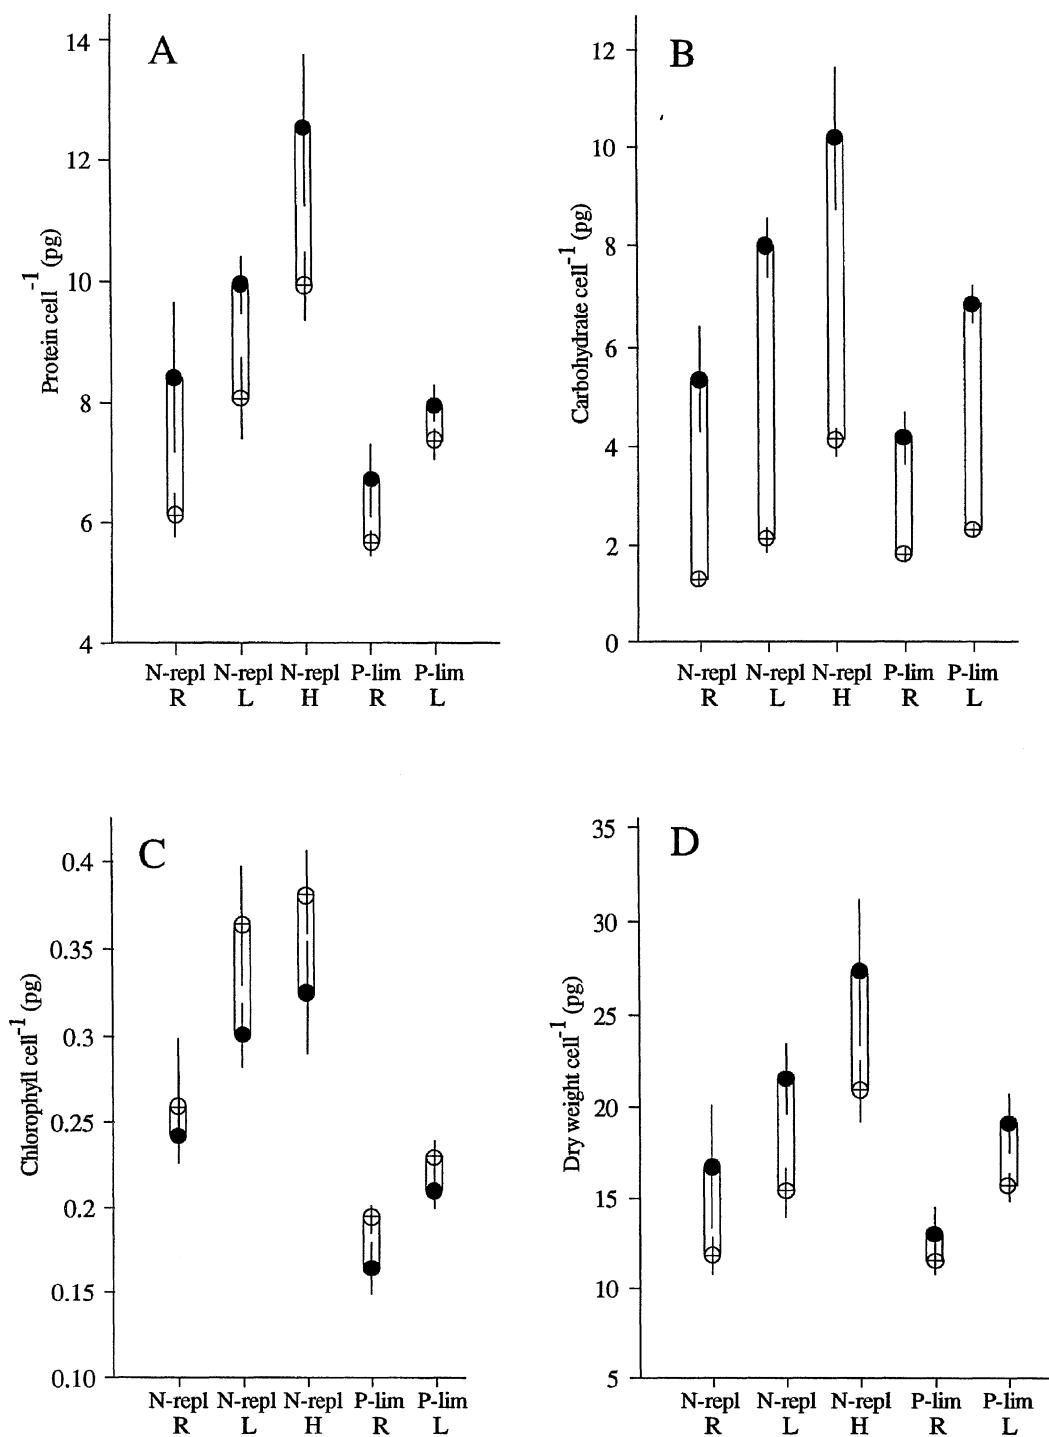 A
Protein cell-1 (pg)
14
12
10
8
6
4
N-repl N-repl N-repl P-lim P-lim
R L H R L
B
Carbohydrate cell-1 (pg)
12
10
8
6
4
2
0
N-repl N-repl N-repl P-lim P-lim
R L H R L
C
Chlorophyll cell-1 (pg)
0.4
0.35
0.3
0.25
0.2
0.15
0.10
N-repl N-repl N-repl P-lim P-lim
R L H R L
D
Dry weight cell-1 (pg)
35
30
25
20
15
10
5
N-repl N-repl N-repl P-lim P-lim
R L H R L